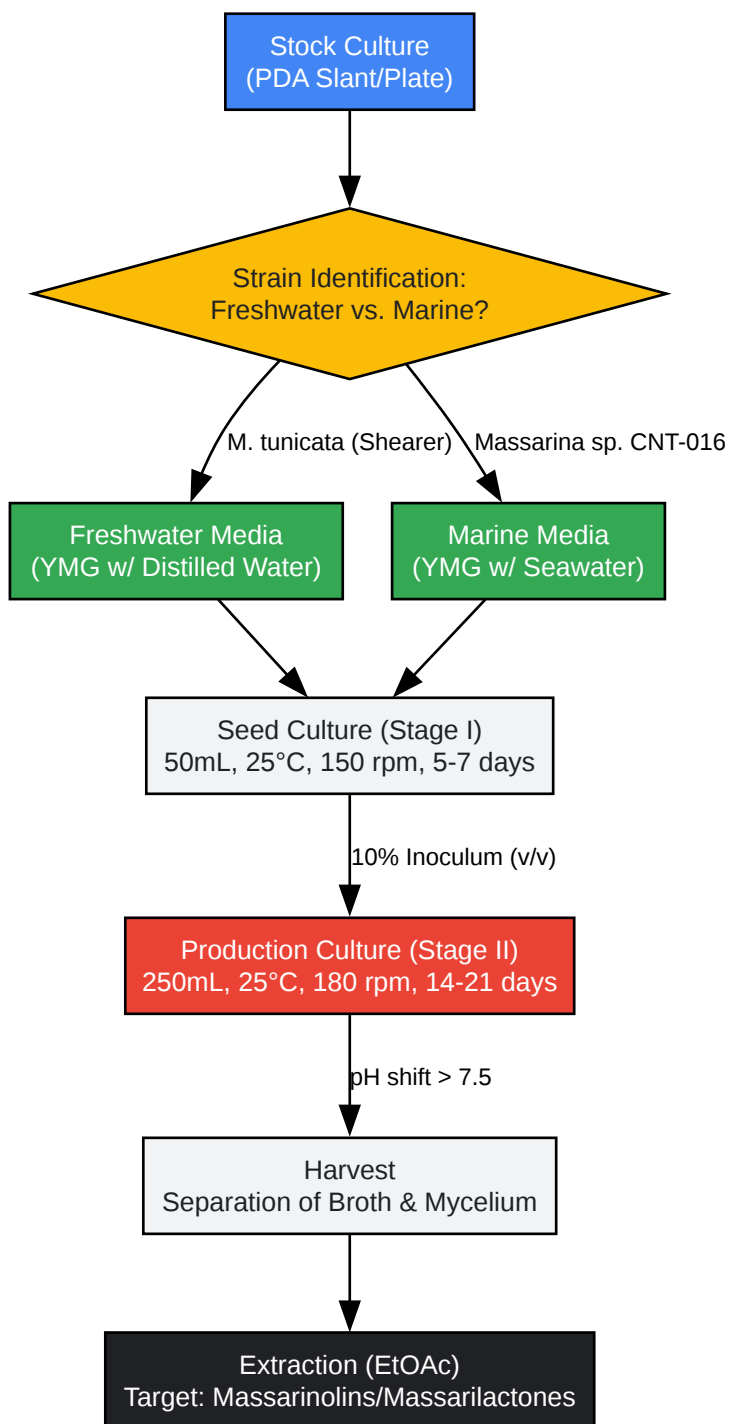 Stock Culture
(PDA Slant/Plate)
Strain Identification:
Freshwater vs. Marine?
M. tunicata (Shearer)
Massarina sp. CNT-016
Freshwater Media
(YMG w/ Distilled Water)
Marine Media
(YMG w/ Seawater)
Seed Culture (Stage I)
50mL, 25°C, 150 rpm, 5-7 days
10% Inoculum (v/v)
Production Culture (Stage II)
250mL, 25°C, 180 rpm, 14-21 days
pH shift > 7.5
Harvest
Separation of Broth & Mycelium
Extraction (EtOAc)
Target: Massarinolins/Massarilactones